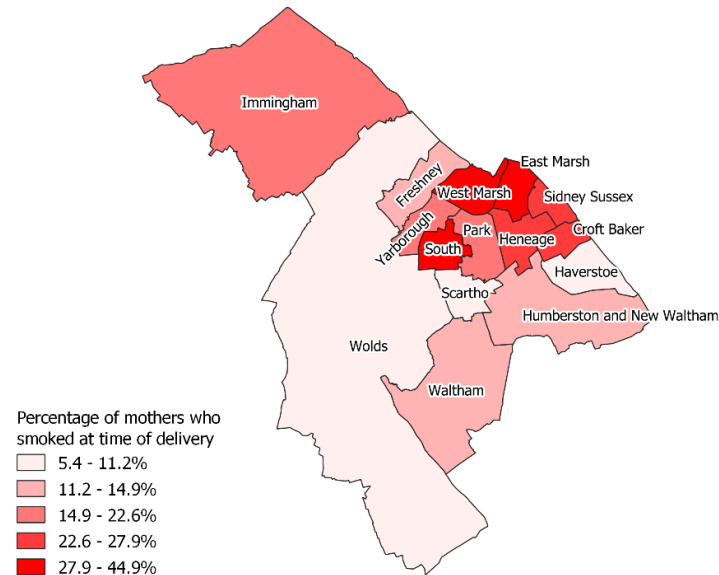 Immingham
East Marsh
Freshney
West Marsh
Sidney Sussex
Yarborough
Park
Croft Baker
South
Heneage
Haverstoe
Scartho
Humberston and New Waltham
Wolds
Waltham
Percentage of mothers who
smoked at time of delivery
5.4 - 11.2%
11.2 - 14.9%
14.9 - 22.6%
22.6 - 27.9%
27.9 - 44.9%